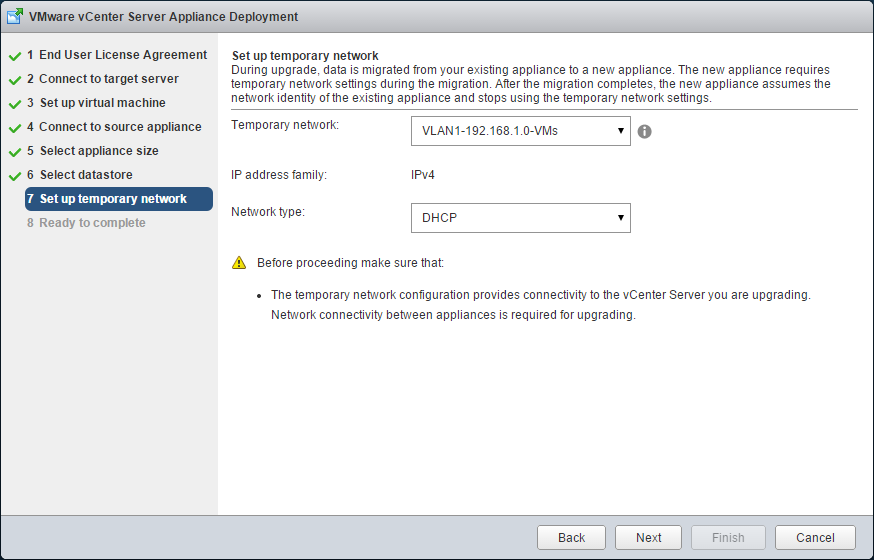 VMware vCenter Server Appliance Deployment
1 End User License Agreement
2 Connect to target server
3 Set up virtual machine
4 Connect to source appliance
5 Select appliance size
6 Select datastore
7 Set up temporary network
8 Ready to complete
Set up temporary network
During upgrade, data is migrated from your existing appliance to a new appliance. The new appliance requires
temporary network settings during the migration. After the migration completes, the new appliance assumes the
network identity of the existing appliance and stops using the temporary network settings.
Temporary network: VLAN1-192.168.1.0-VMs
IP address family: IPv4
Network type: DHCP
Before proceeding make sure that:
• The temporary network configuration provides connectivity to the vCenter Server you are upgrading.
Network connectivity between appliances is required for upgrading.
Back Next Finish Cancel